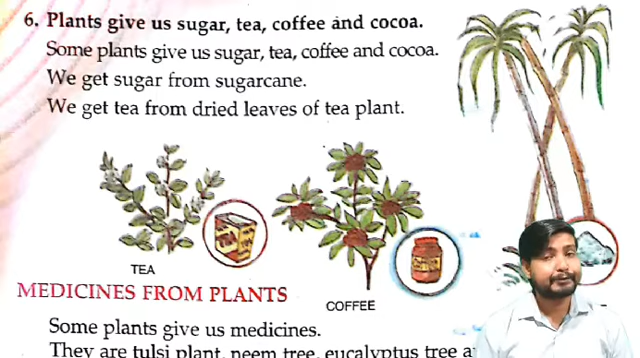 6. Plants give us sugar, tea, coffee and cocoa.
Some plants give us sugar, tea, coffee and cocoa.
We get sugar from sugarcane.
We get tea from dried leaves of tea plant.
TEA
COFFEE
MEDICINES FROM PLANTS
Some plants give us medicines.
They are tulsi plant, neem tree, eucalyptus tree